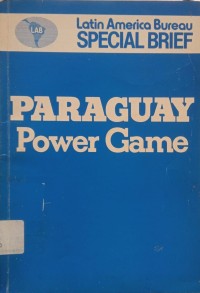 LAB
Latin America Bureau
SPECIAL BRIEF
PARAGUAY
Power Game